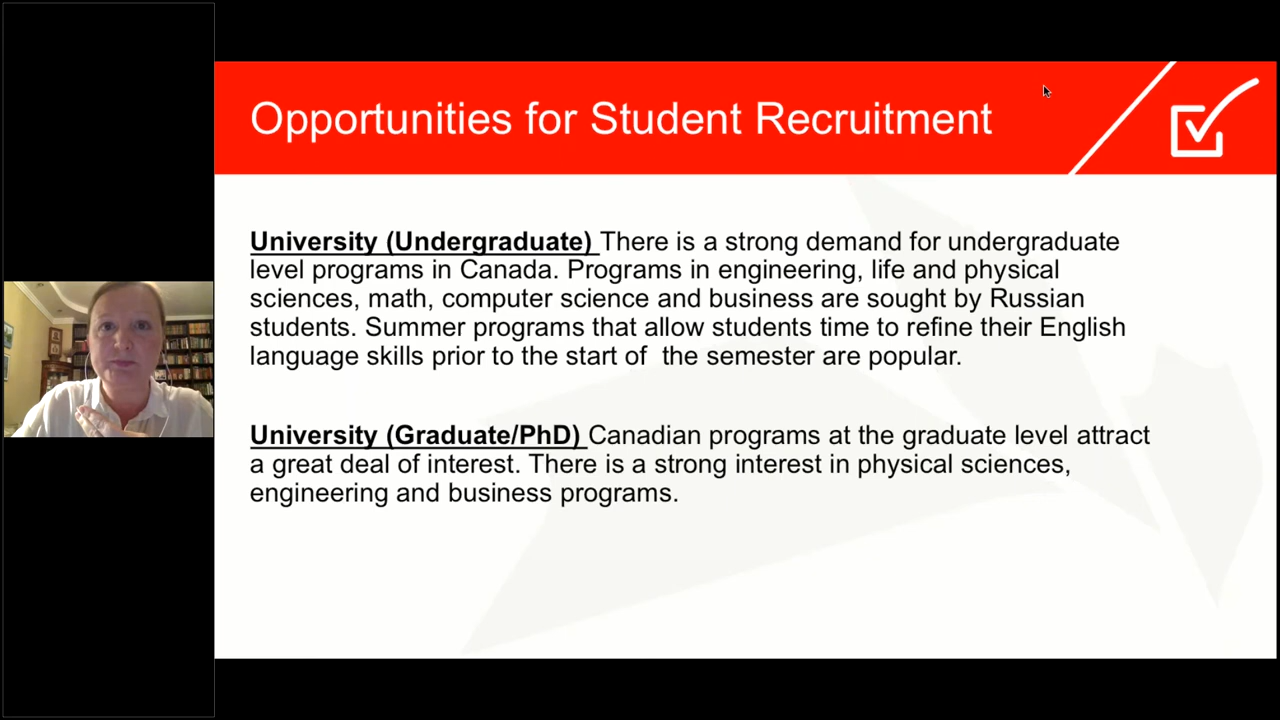 Opportunities for Student Recruitment
University (Undergraduate) There is a strong demand for undergraduate
level programs in Canada. Programs in engineering, life and physical
sciences, math, computer science and business are sought by Russian
students. Summer programs that allow students time to refine their English
language skills prior to the start of  the semester are popular.
University (Graduate/PhD) Canadian programs at the graduate level attract
a great deal of interest. There is a strong interest in physical sciences,
engineering and business programs.